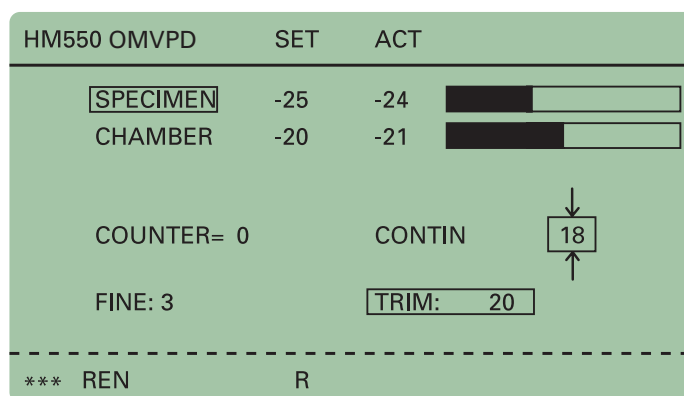 HM550 OMVPD SET ACT
SPECIMEN -25 -24
CHAMBER -20 -21
COUNTER= 0 CONTIN 18
FINE: 3 TRIM: 20
*** REN R